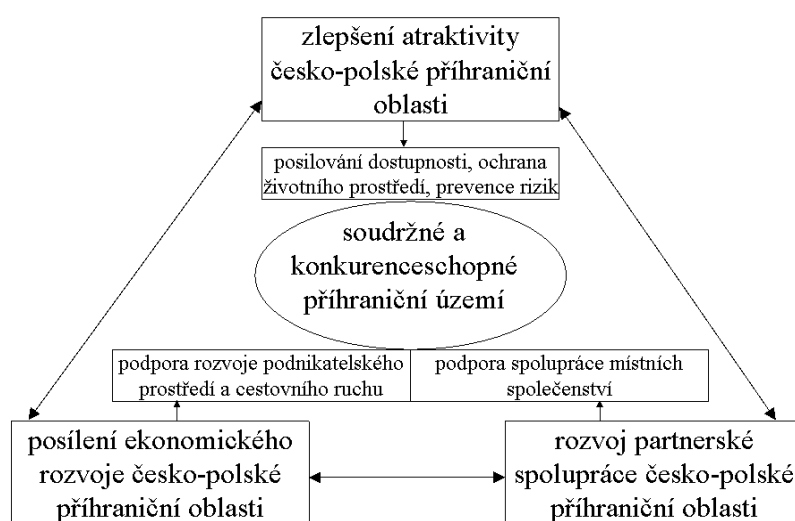 zlepšení atraktivity
česko-polské příhraniční
oblasti
posilování dostupnosti, ochrana
životního prostředí, prevence rizik
soudržné a
konkurenceschopné
příhraniční území
podpora rozvoje podnikatelského
prostředí a cestovního ruchu
podpora spolupráce místních
společenství
posílení ekonomického
rozvoje česko-polské
příhraniční oblasti
rozvoj partnerské
spolupráce česko-polské
příhraniční oblasti